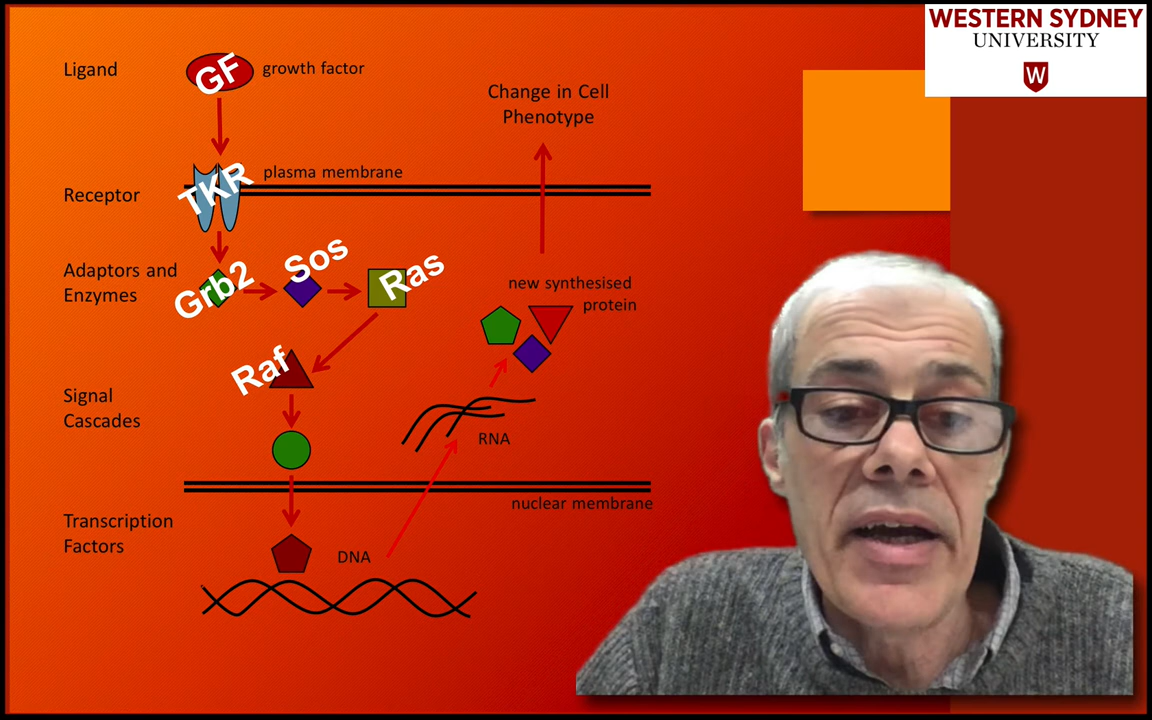 WESTERN SYDNEY
UNIVERSITY
W
Ligand
GF
growth factor
Change in Cell
Phenotype
plasma membrane
Receptor
TKR
Adaptors and
Enzymes
Grb2
Sos
Ras
new synthesised
protein
Raf
Signal
Cascades
RNA
nuclear membrane
Transcription
Factors
DNA